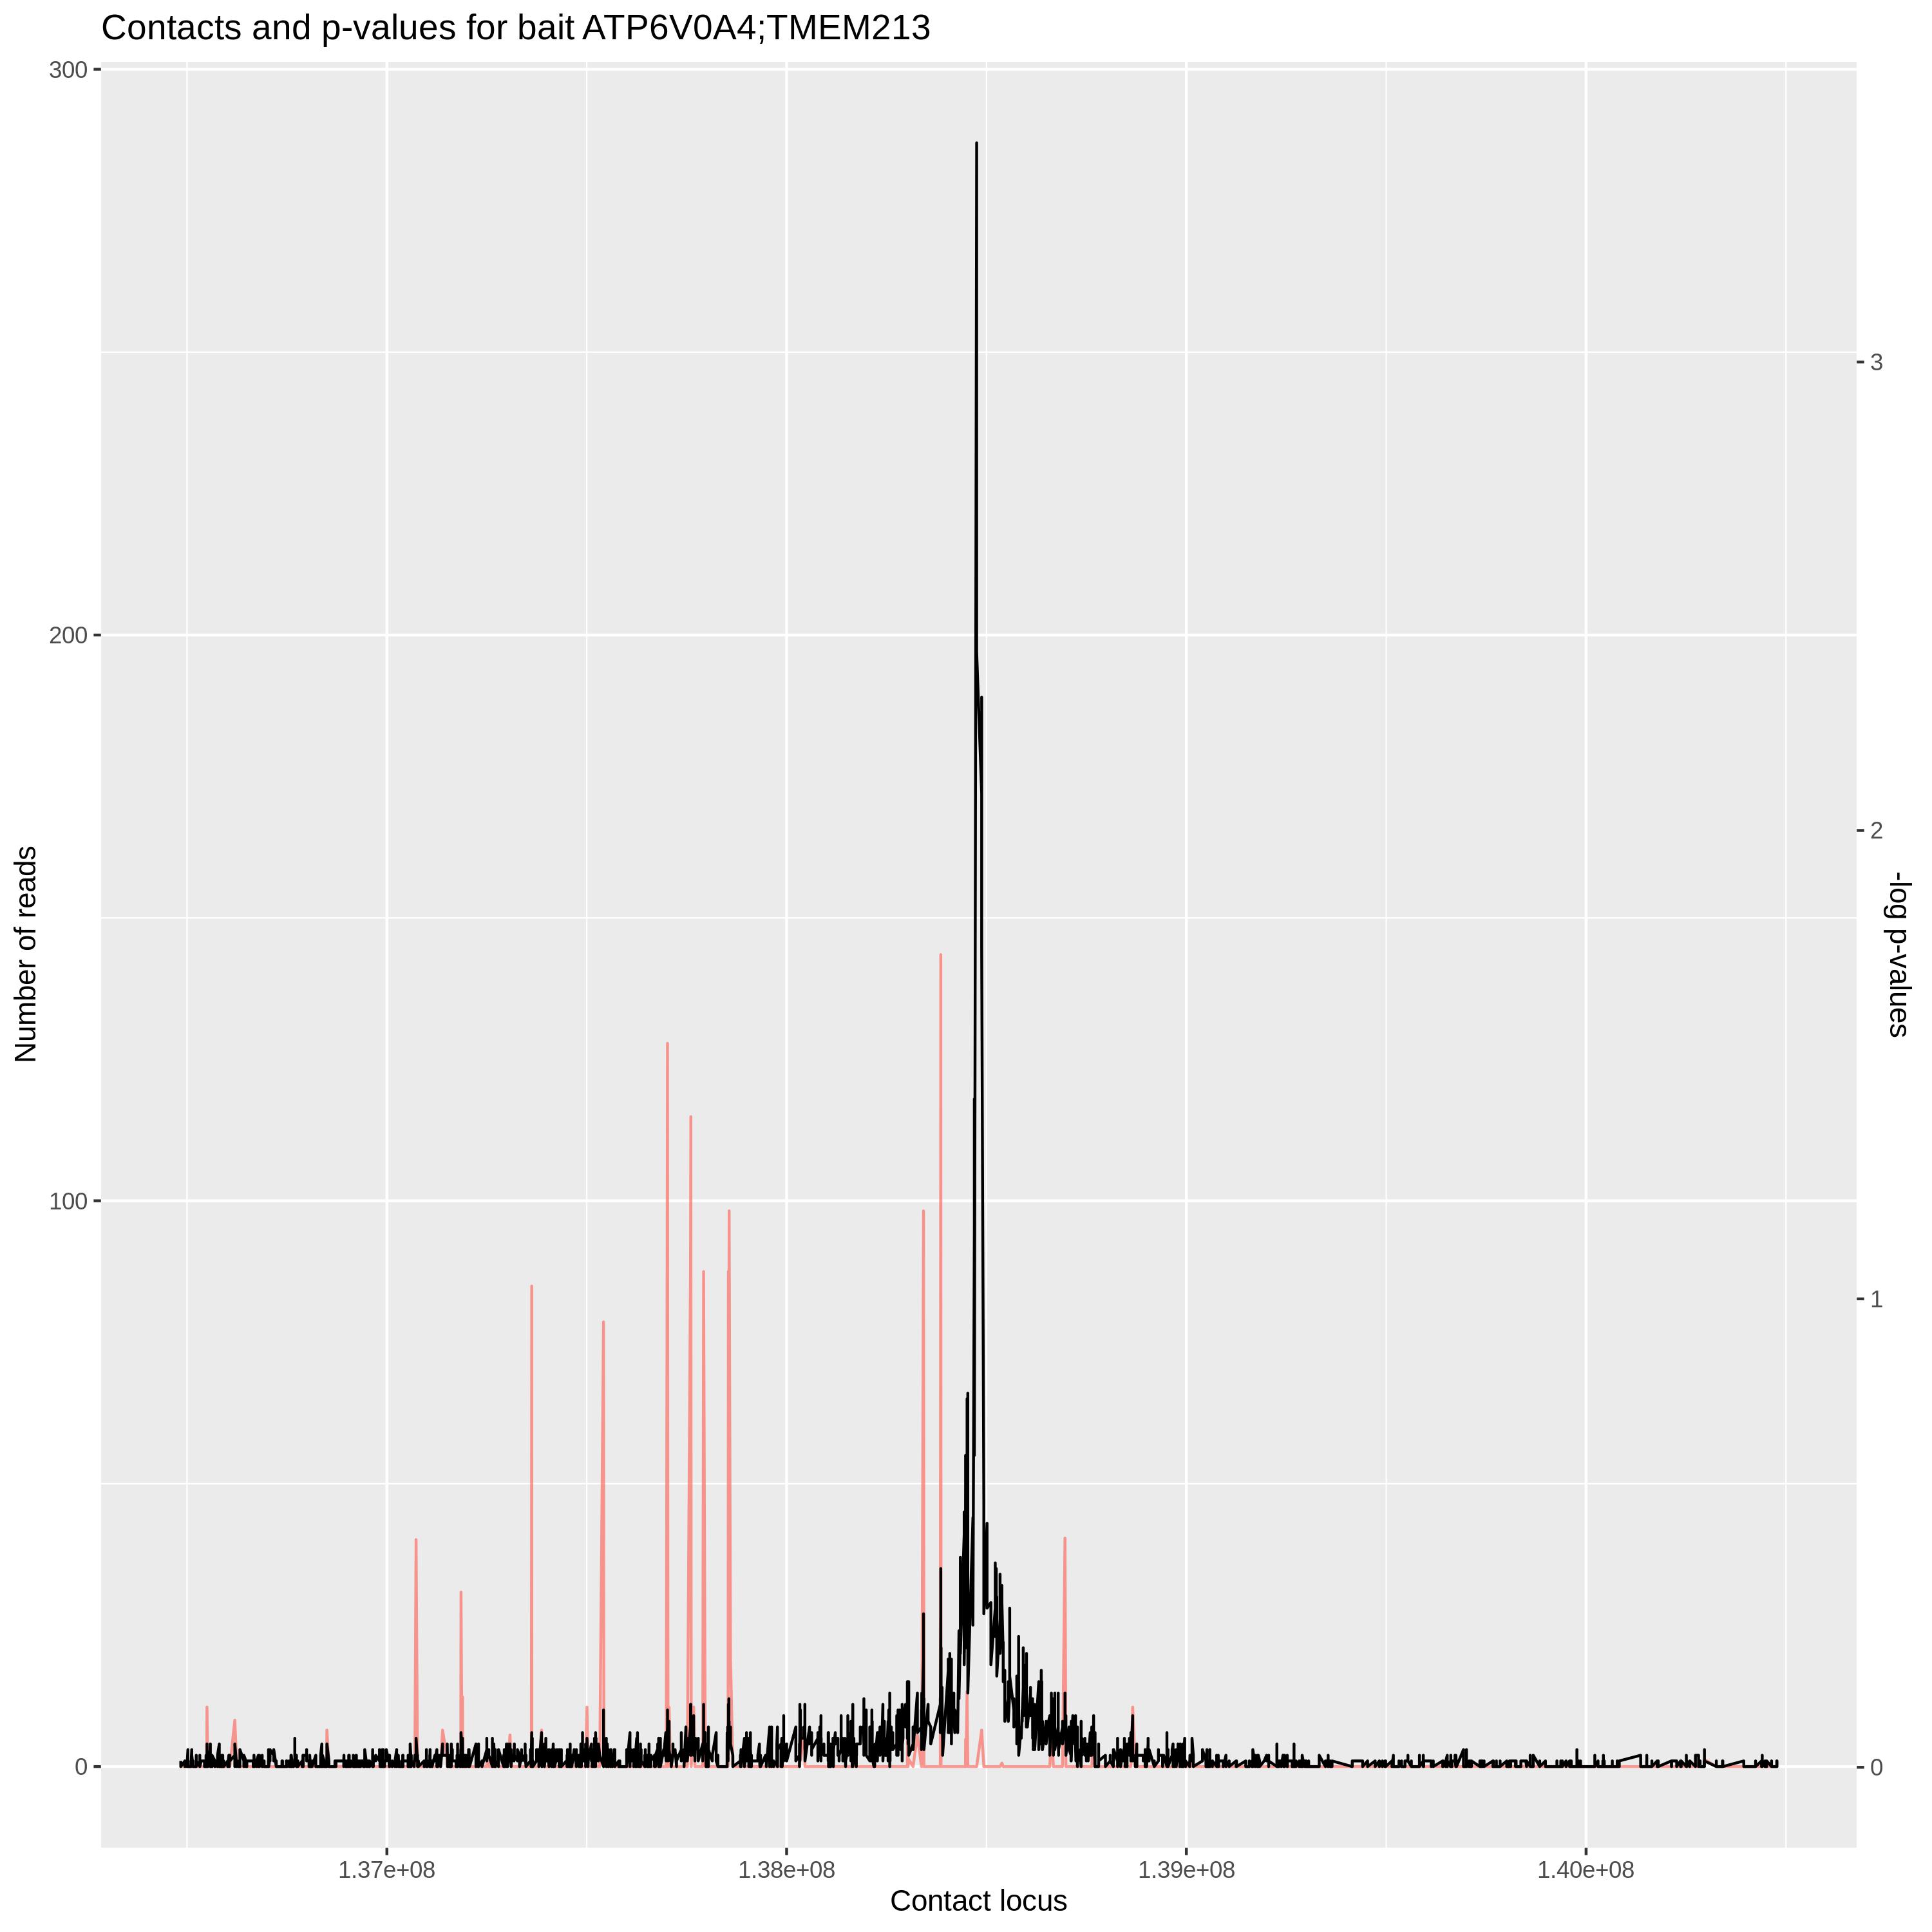 Contacts and p-values for bait ATP6V0A4;TMEM213
300
200
100
0
Number of reads
3
2
1
0
-log p-values
1.37e+08
1.38e+08
1.39e+08
1.40e+08
Contact locus